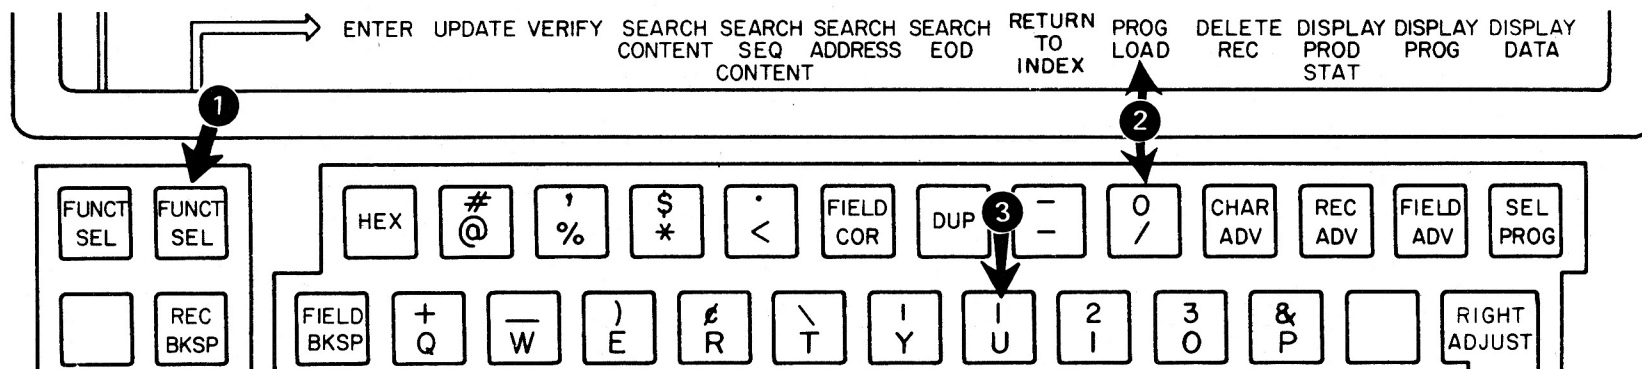 ENTER UPDATE VERIFY SEARCH SEARCH SEARCH SEARCH RETURN PROG DELETE DISPLAY DISPLAY DISPLAY
CONTENT SEQ ADDRESS EOD TO LOAD REC PROD PROG DATA
CONTENT INDEX STAT
1
2
FUNCT FUNCT HEX # ' $ . FIELD DUP 3 – 0 CHAR REC FIELD SEL
SEL SEL @ % * < COR – / ADV ADV ADV PROG
REC FIELD + — ) ¢ \ | 1 2 3 & RIGHT
BKSP BKSP Q W E R T Y U I O P ADJUST